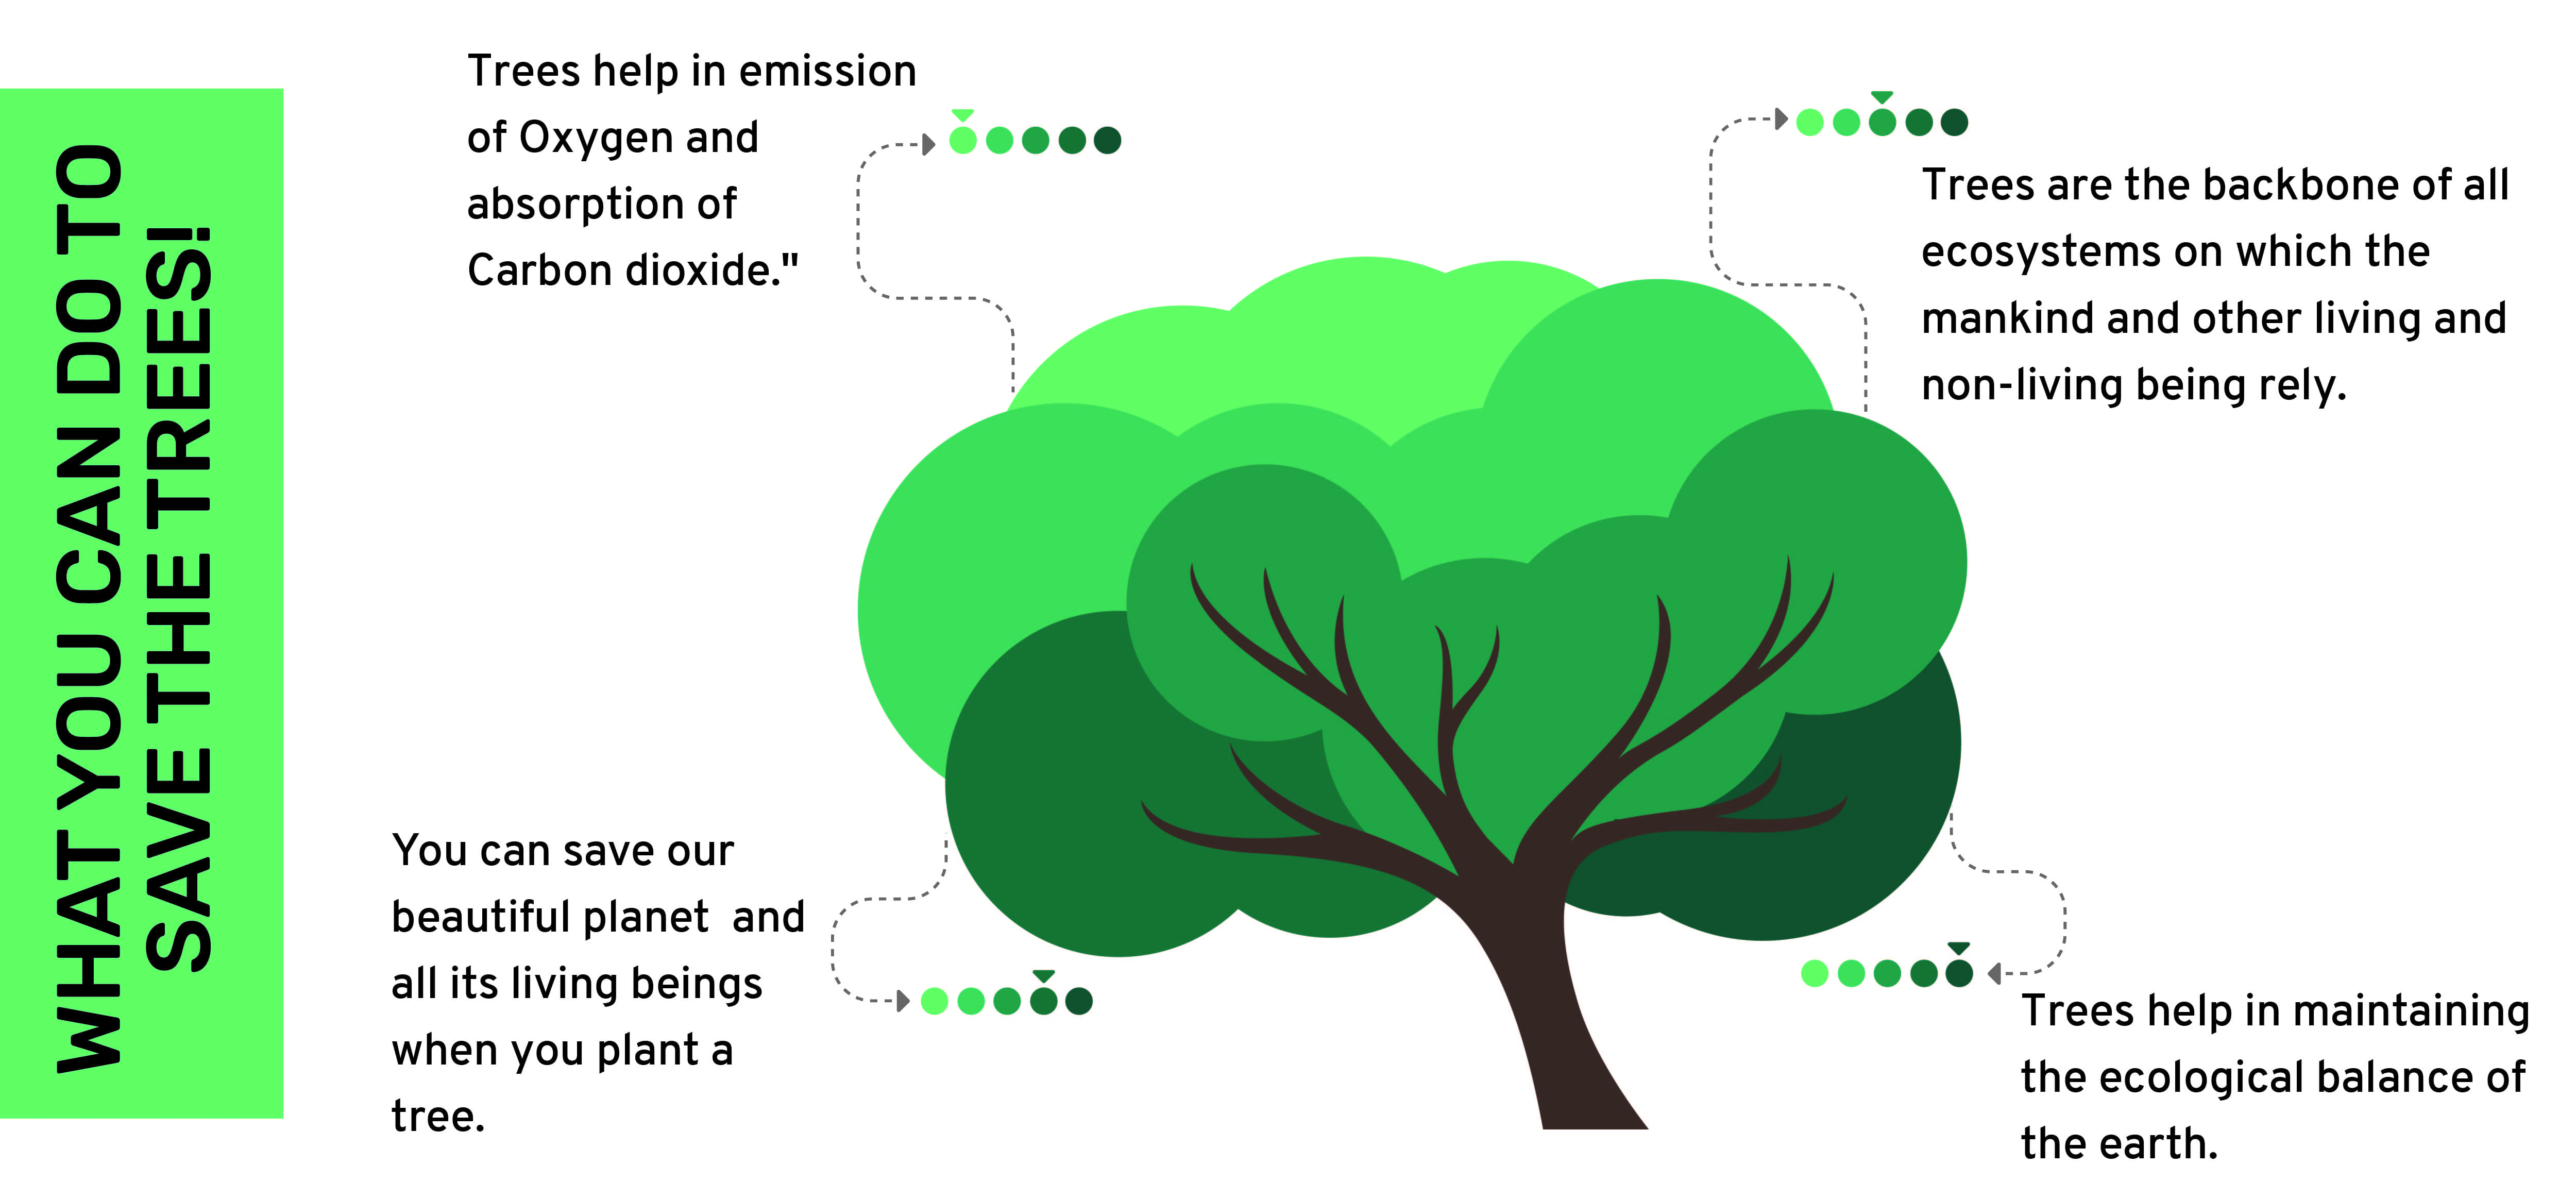 WHAT YOU CAN DO TO
SAVE THE TREES!
Trees help in emission
of Oxygen and
absorption of
Carbon dioxide."
Trees are the backbone of all
ecosystems on which the
mankind and other living and
non-living being rely.
You can save our
beautiful planet  and
all its living beings
when you plant a
tree.
Trees help in maintaining
the ecological balance of
the earth.